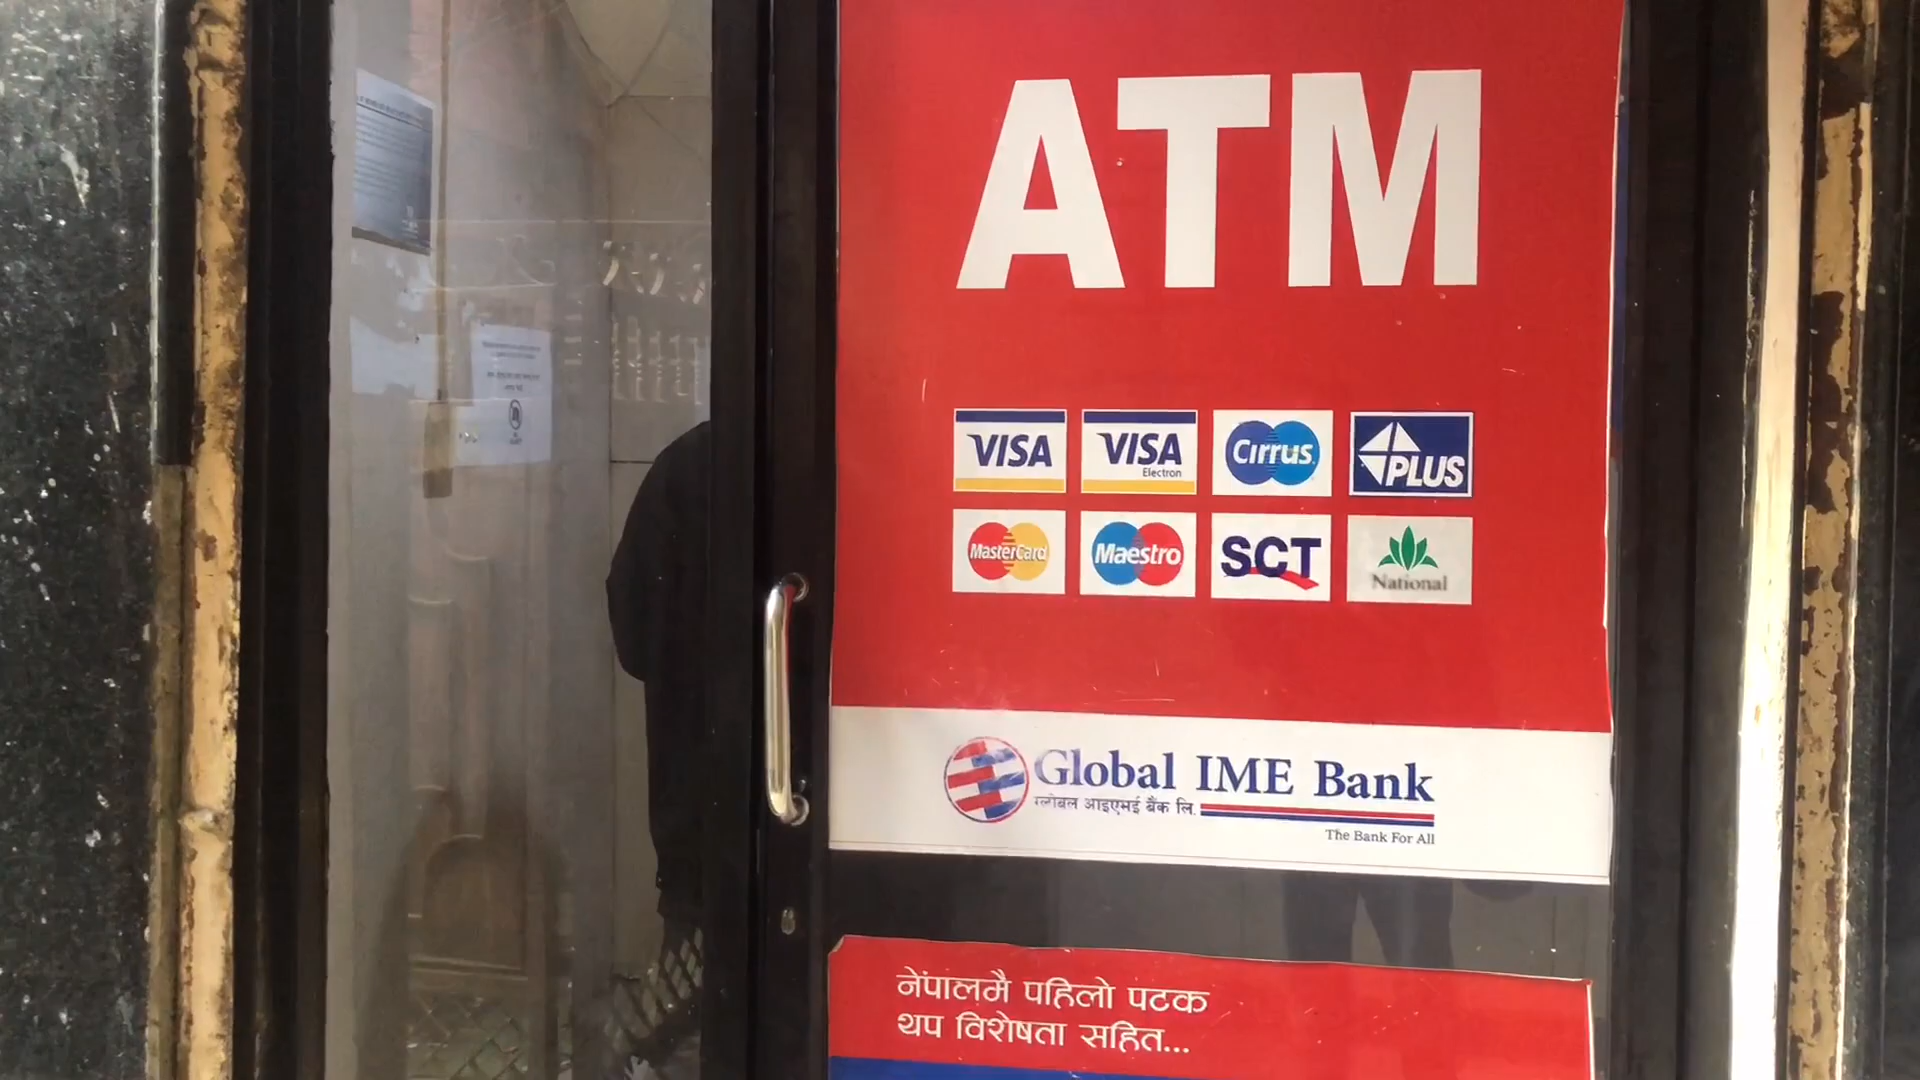 ATM
VISA
VISA
Electron
Cirrus
PLUS
MasterCard
Maestro
SCT
National
Global IME Bank
ग्लोबल आइएमई बैंक लि.
The Bank For All
नेपालमै पहिलो पटक
थप विशेषता सहित...